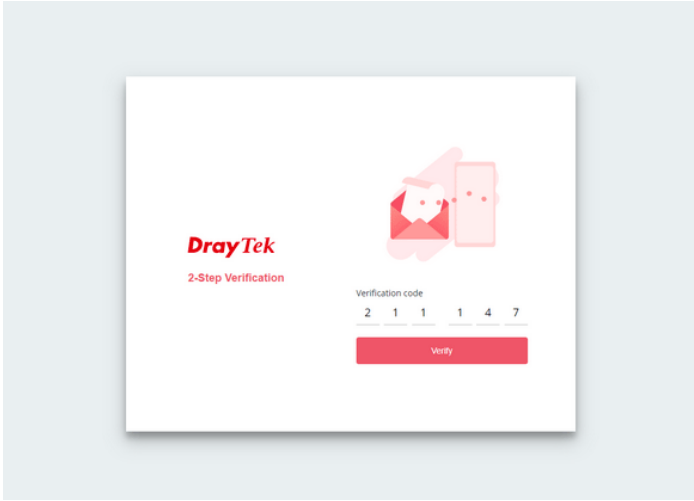 DrayTek
2-Step Verification
Verification code
2 1 1 1 4 7
Verify